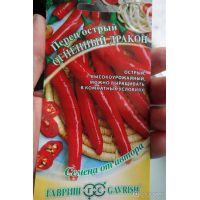 Перец острый
ОГНЕННЫЙ ДРАКОН
ОСТРЫЙ,
ВЫСОКОУРОЖАЙНЫЙ,
МОЖНО ВЫРАЩИВАТЬ
В КОМНАТНЫХ УСЛОВИЯХ
Семена от автора
ГАВРИШ GAVRISH